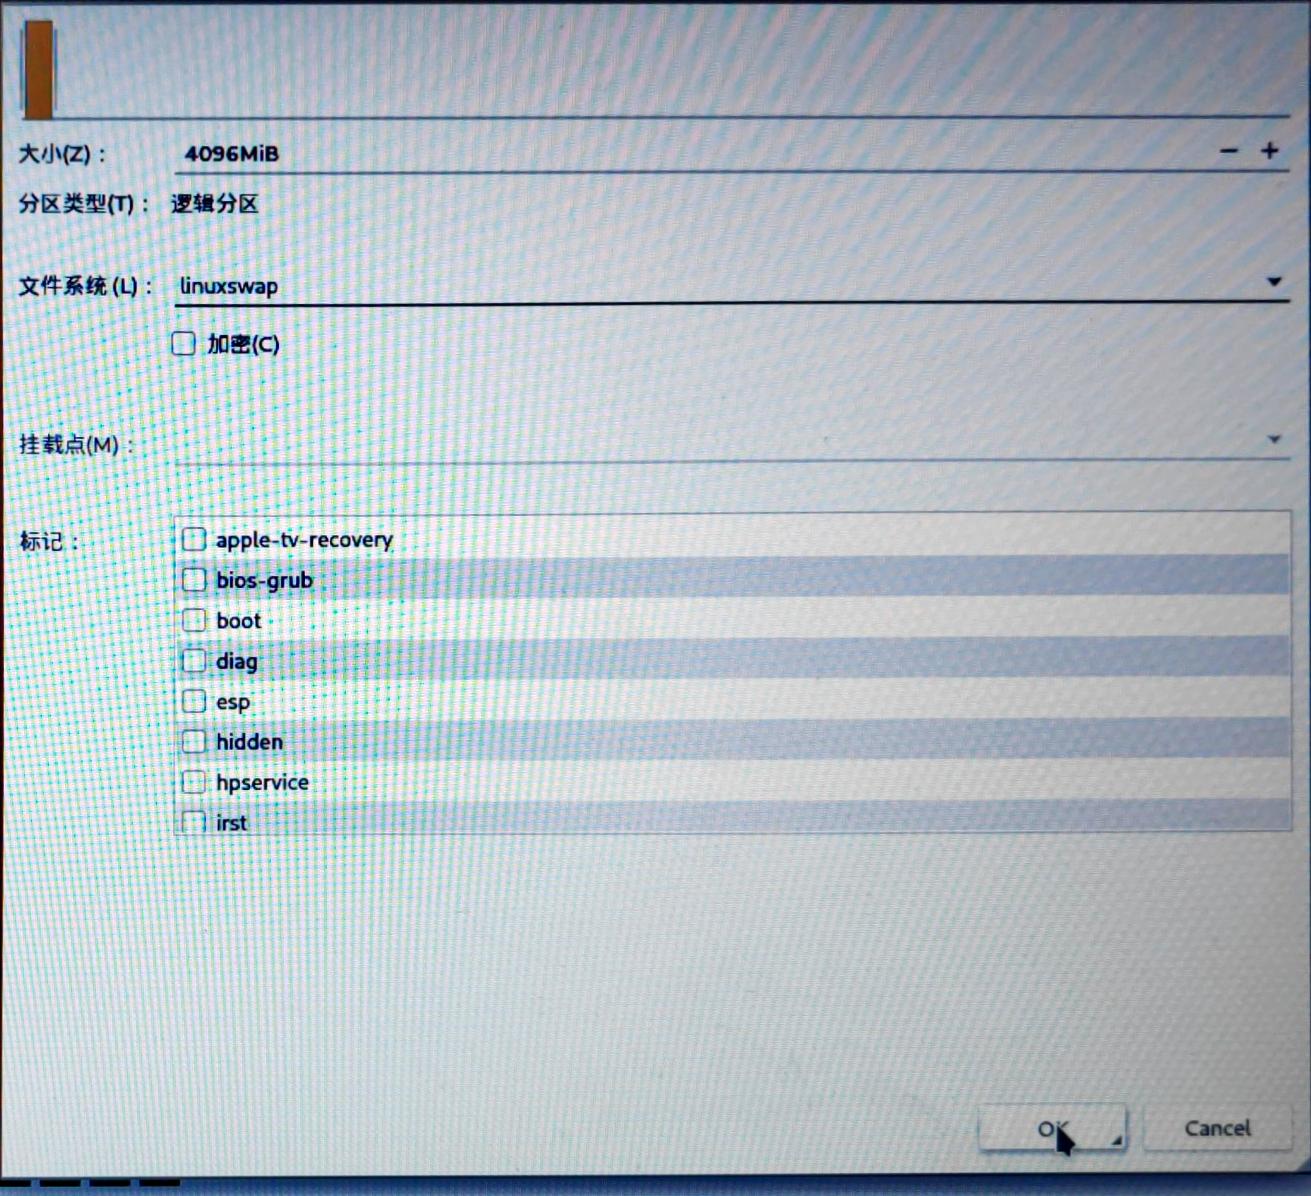 大小(Z)：
4096MiB
分区类型(T)：
逻辑分区
文件系统(L)：
linuxswap
加密(C)
挂载点(M)：
标记：
apple-tv-recovery
bios-grub
boot
diag
esp
hidden
hpservice
irst
OK
Cancel